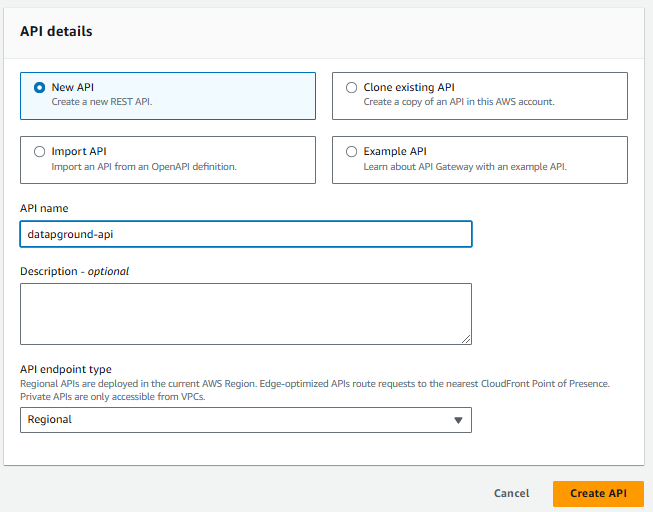 API details
New API
Create a new REST API.
Clone existing API
Create a copy of an API in this AWS account.
Import API
Import an API from an OpenAPI definition.
Example API
Learn about API Gateway with an example API.
API name
datapground-api
Description - optional
API endpoint type
Regional APIs are deployed in the current AWS Region. Edge-optimized APIs route requests to the nearest CloudFront Point of Presence.
Private APIs are only accessible from VPCs.
Regional
Cancel
Create API